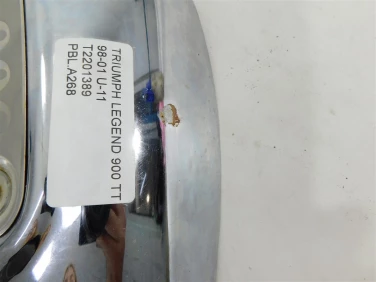 TRIUMPH LEGEND 900 TT
98-01 U-11
T2201389
PBL.A268